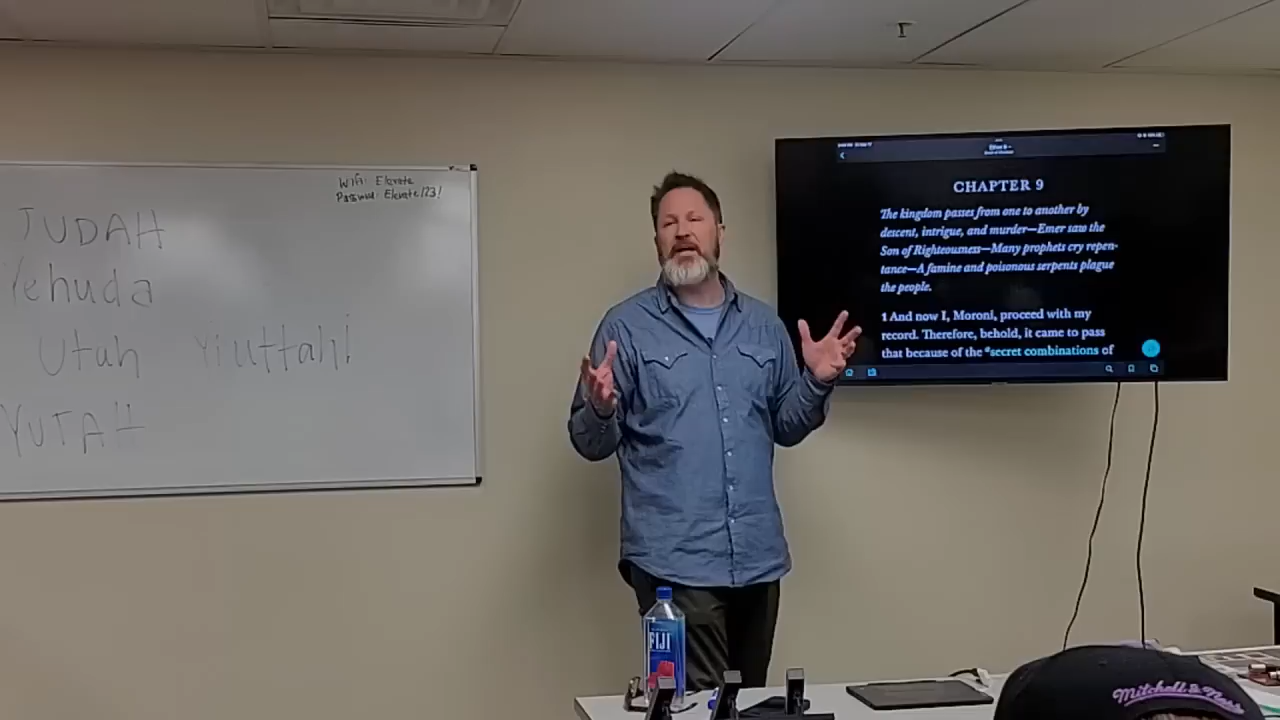 Wifi: Elevate
Password: Elevate123!
JUDAH
Yehuda
Utah Yiuttahi
YUTAH
CHAPTER 9
The kingdom passes from one to another by
descent, intrigue, and murder—Emer saw the
Son of Righteousness—Many prophets cry repen-
tance—A famine and poisonous serpents plague
the people.
1 And now I, Moroni, proceed with my
record. Therefore, behold, it came to pass
that because of the *secret combinations of
FIJI
Mitchell & Ness